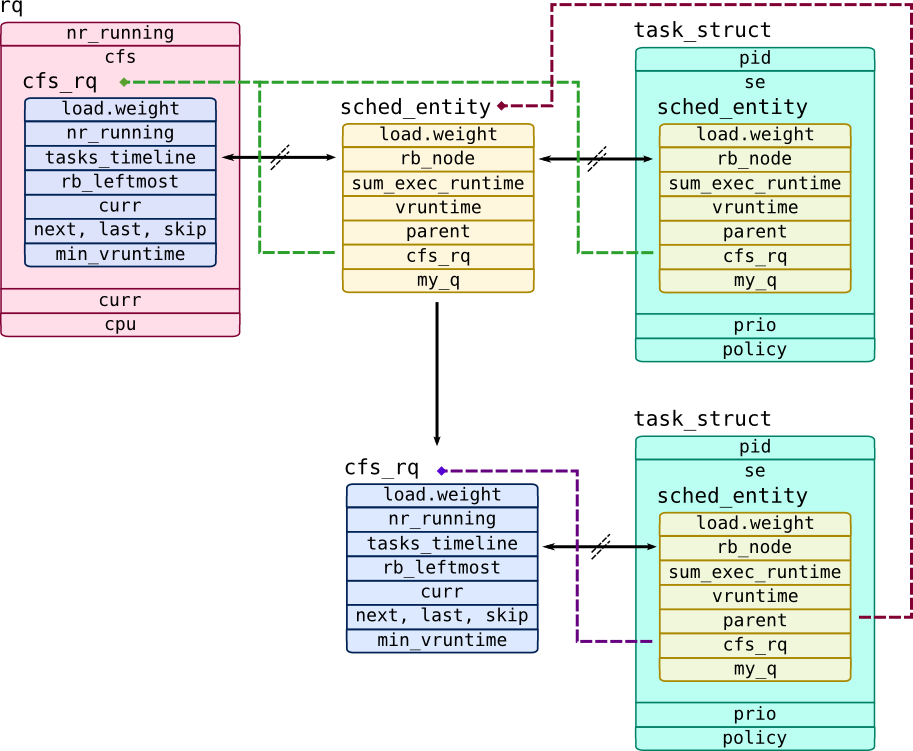 rq
nr_running
cfs
cfs_rq
load.weight
nr_running
tasks_timeline
rb_leftmost
curr
next, last, skip
min_vruntime
curr
cpu
sched_entity
load.weight
rb_node
sum_exec_runtime
vruntime
parent
cfs_rq
my_q
task_struct
pid
se
sched_entity
load.weight
rb_node
sum_exec_runtime
vruntime
parent
cfs_rq
my_q
prio
policy
cfs_rq
load.weight
nr_running
tasks_timeline
rb_leftmost
curr
next, last, skip
min_vruntime
task_struct
pid
se
sched_entity
load.weight
rb_node
sum_exec_runtime
vruntime
parent
cfs_rq
my_q
prio
policy